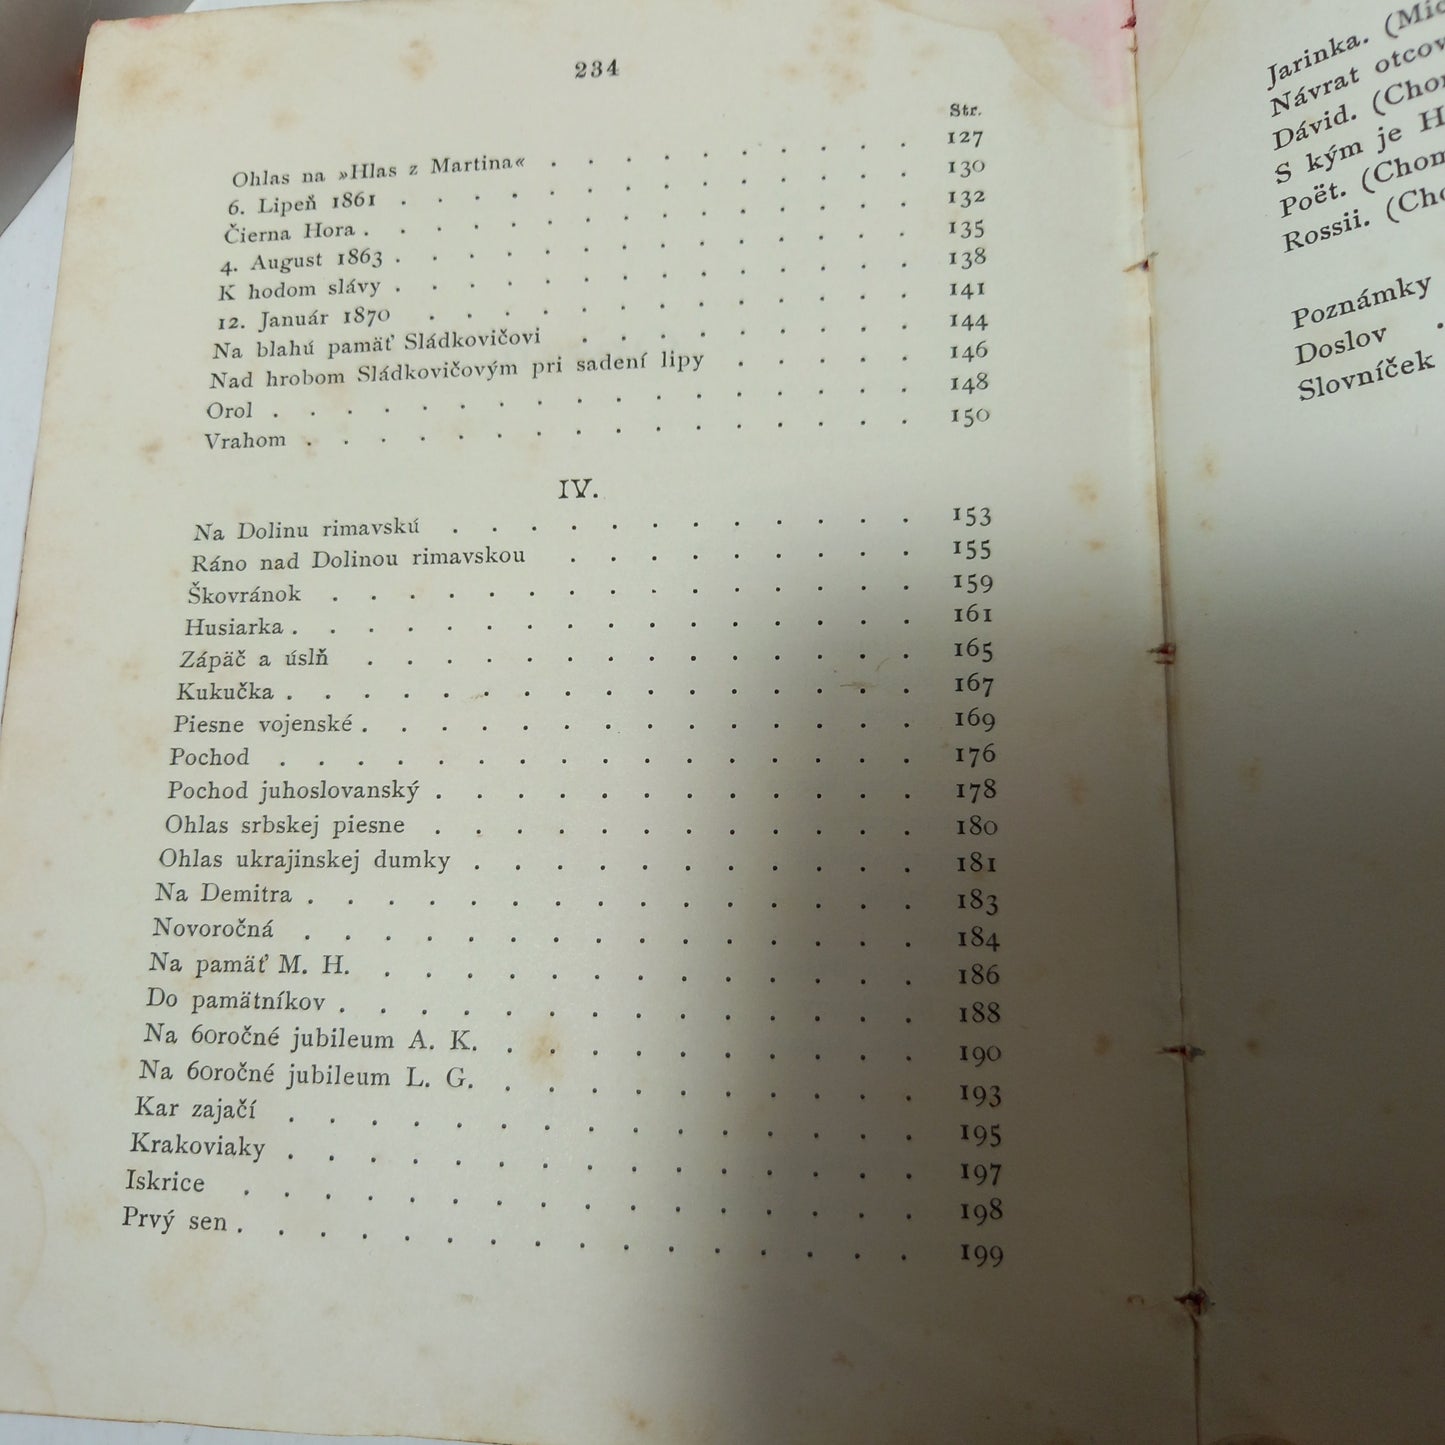 234
Str.
Ohlas na »Hlas z Martina« . . . . . . . . . . 127
6. Lipeň 1861 . . . . . . . . . . . . . . 130
Čierna Hora . . . . . . . . . . . . . . . 132
4. August 1863 . . . . . . . . . . . . . . 135
K hodom slávy . . . . . . . . . . . . . . 138
12. Január 1870 . . . . . . . . . . . . . 141
Na blahú pamäť Sládkovičovi . . . . . . . . . 144
Nad hrobom Sládkovičovým pri sadení lipy . . . . . 146
Orol . . . . . . . . . . . . . . . . . 148
Vrahom . . . . . . . . . . . . . . . . 150
IV.
Na Dolinu rimavskú . . . . . . . . . . . . 153
Ráno nad Dolinou rimavskou . . . . . . . . . 155
Škovránok . . . . . . . . . . . . . . . 159
Husiarka . . . . . . . . . . . . . . . . 161
Zápäč a úslň . . . . . . . . . . . . . . 165
Kukučka . . . . . . . . . . . . . . . . 167
Piesne vojenské . . . . . . . . . . . . . . 169
Pochod . . . . . . . . . . . . . . . . 176
Pochod juhoslovanský . . . . . . . . . . . . 178
Ohlas srbskej piesne . . . . . . . . . . . . 180
Ohlas ukrajinskej dumky . . . . . . . . . . . 181
Na Demitra . . . . . . . . . . . . . . . 183
Novoročná . . . . . . . . . . . . . . . 184
Na pamäť M. H. . . . . . . . . . . . . . 186
Do pamätníkov . . . . . . . . . . . . . . 188
Na 60ročné jubileum A. K. . . . . . . . . . . 190
Na 60ročné jubileum L. G. . . . . . . . . . . 193
Kar zajačí . . . . . . . . . . . . . . . 195
Krakoviaky . . . . . . . . . . . . . . . 197
Iskrice . . . . . . . . . . . . . . . . 198
Prvý sen . . . . . . . . . . . . . . . . 199
Jarinka. (Mic
Návrat otcov
Dávid. (Chom
S kým je H
Poët. (Chom
Rossii. (Cho
Poznámky
Doslov .
Slovníček